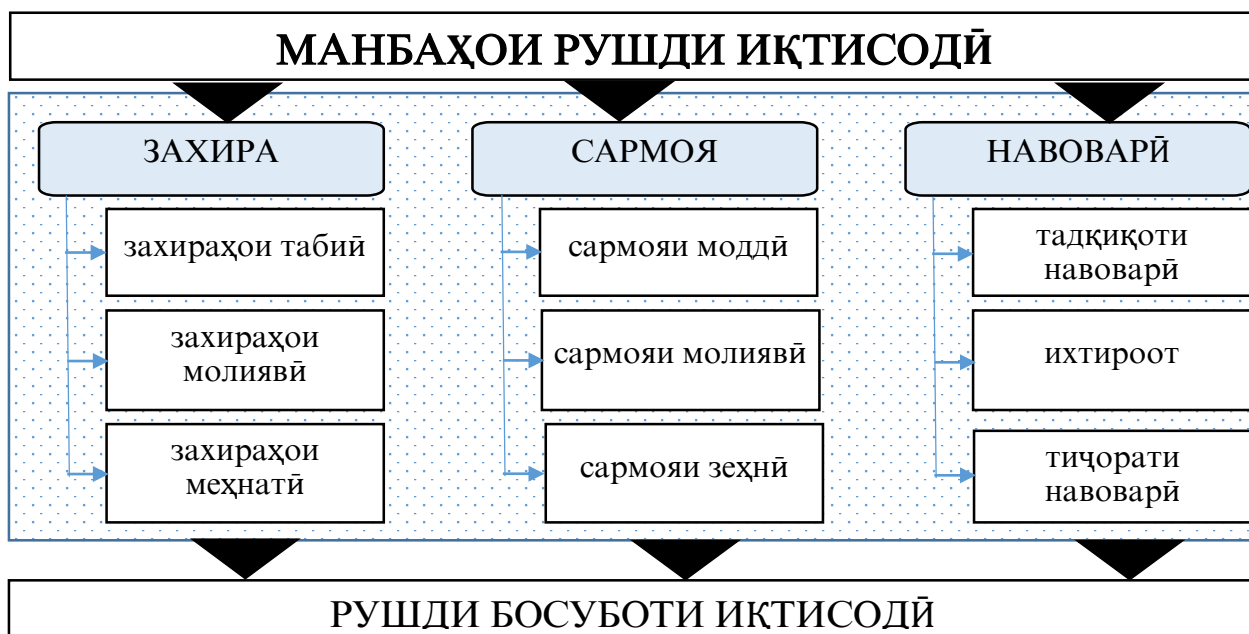 МАНБАҲОИ РУШДИ ИҚТИСОДӢ
ЗАХИРА
захираҳои табиӣ
захираҳои
молиявӣ
захираҳои
меҳнатӣ
САРМОЯ
сармояи моддӣ
сармояи молиявӣ
сармояи зеҳнӣ
НАВОВАРӢ
тадқиқоти
навоварӣ
ихтироот
тиҷорати
навоварӣ
РУШДИ БОСУБОТИ ИҚТИСОДӢ